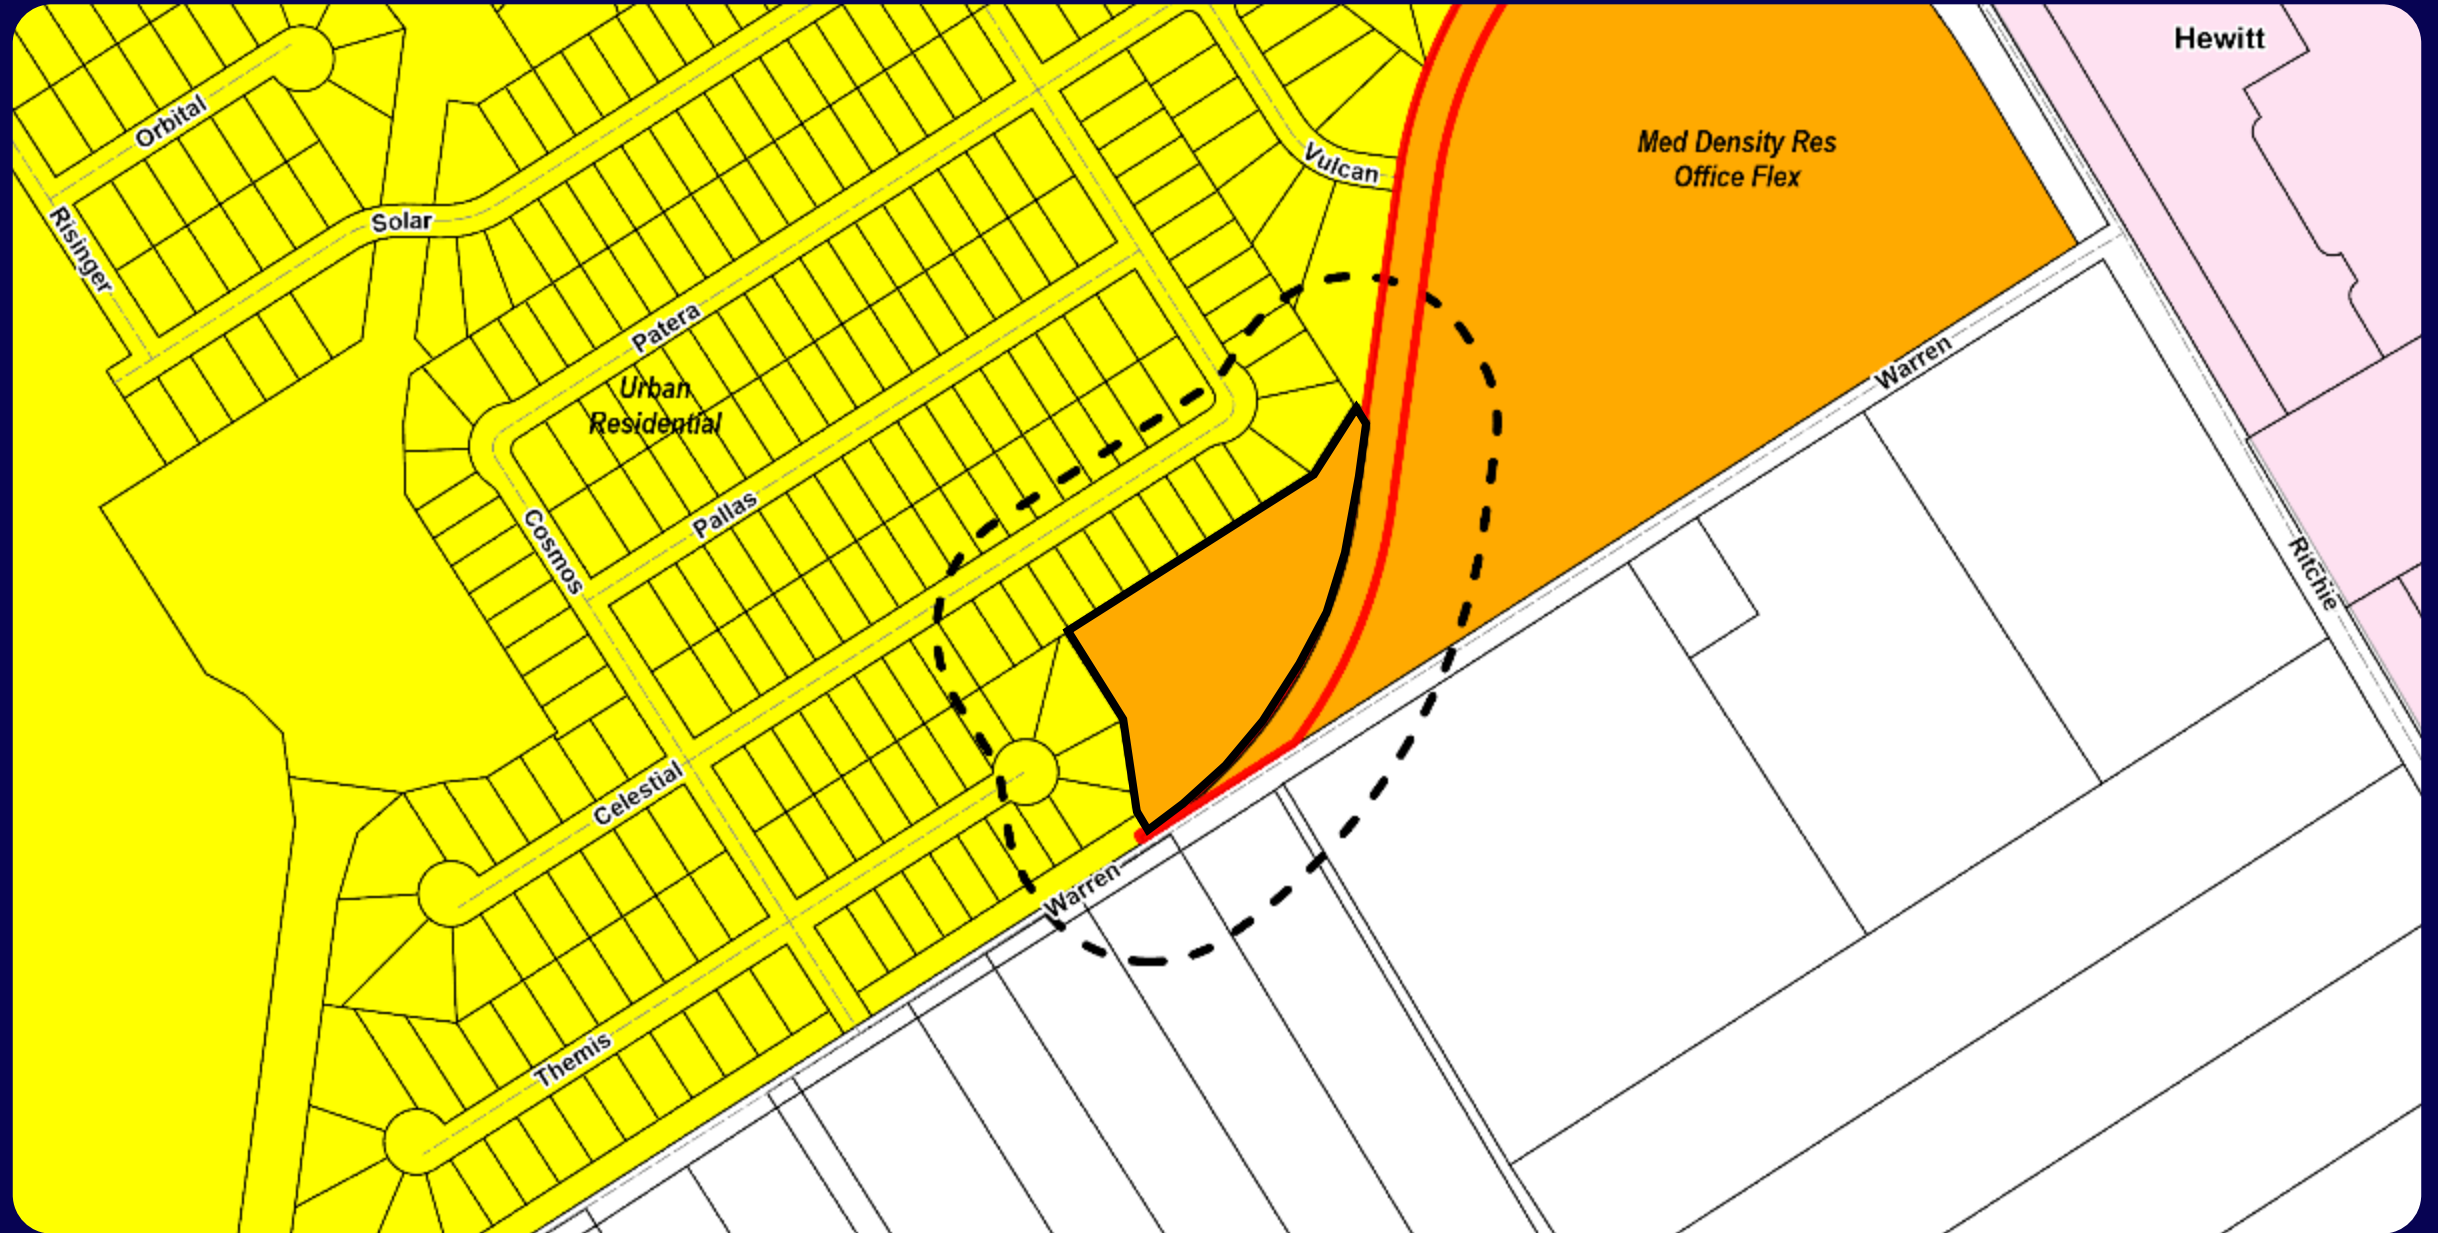 Hewitt
Orbital
Med Density Res
Office Flex
Vulcan
Solar
Risinger
Patera
Warren
Urban
Residential
Pallas
Cosmos
Ritchie
Celestial
Warren
Themis